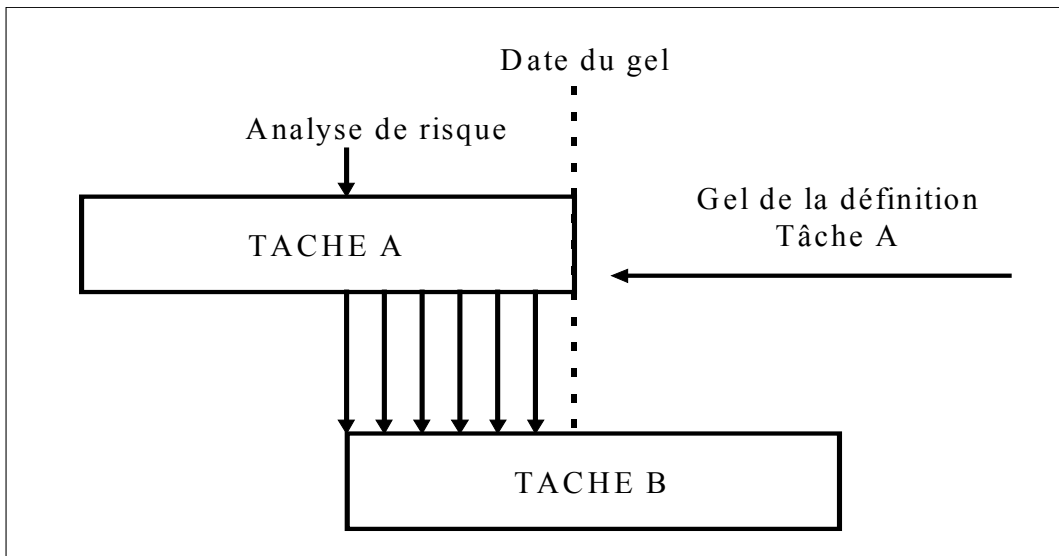 Date du gel
Analyse de risque
Gel de la définition
Tâche A
TACHE A
TACHE B